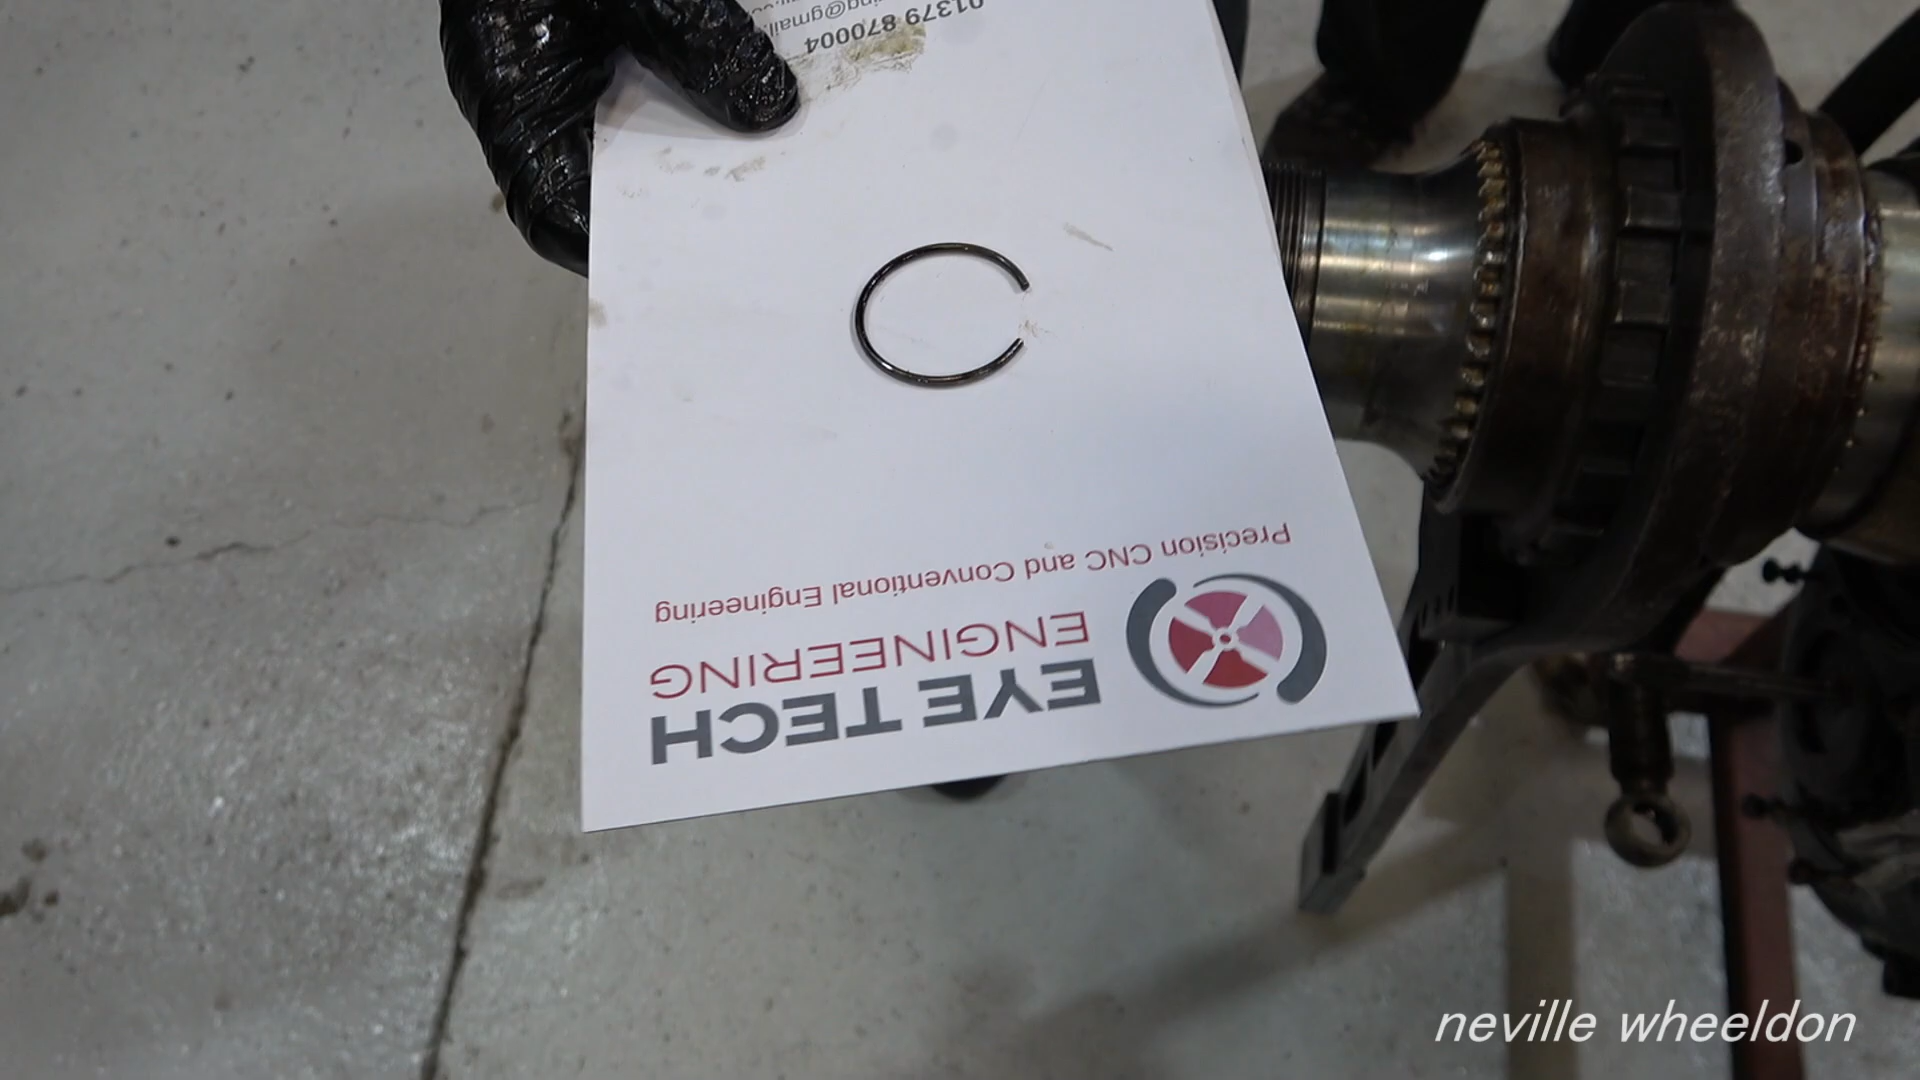 EYE TECH
ENGINEERING
Precision CNC and Conventional Engineering
01379 870004
neville wheeldon